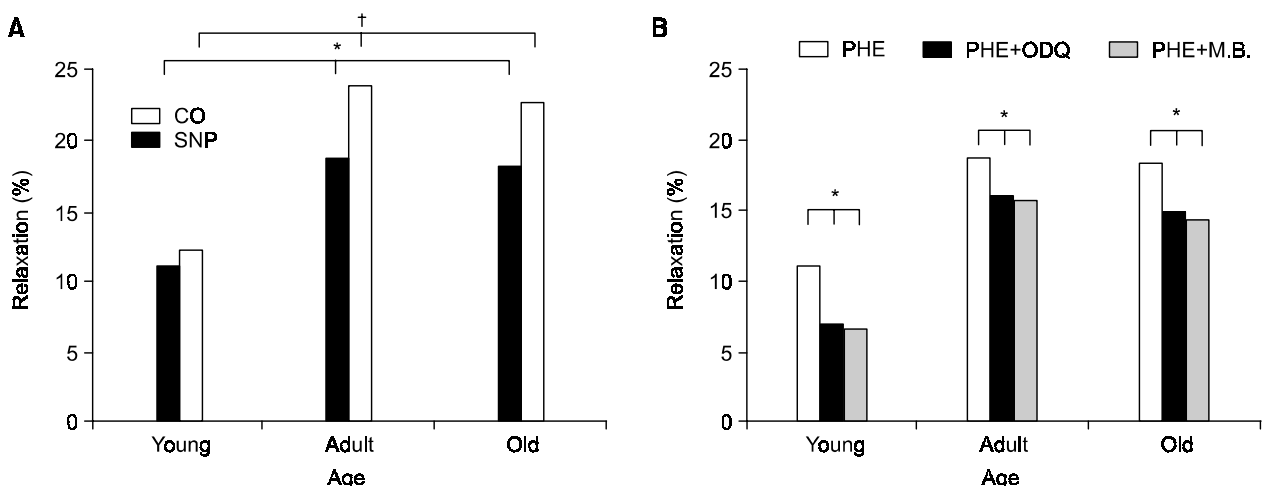 A
†
*
25
20
15
10
5
0
Relaxation (%)
CO
SNP
Young Adult Old
Age
B
PHE PHE+ODQ PHE+M.B.
25
20
15
10
5
0
Relaxation (%)
*
*
*
Young Adult Old
Age